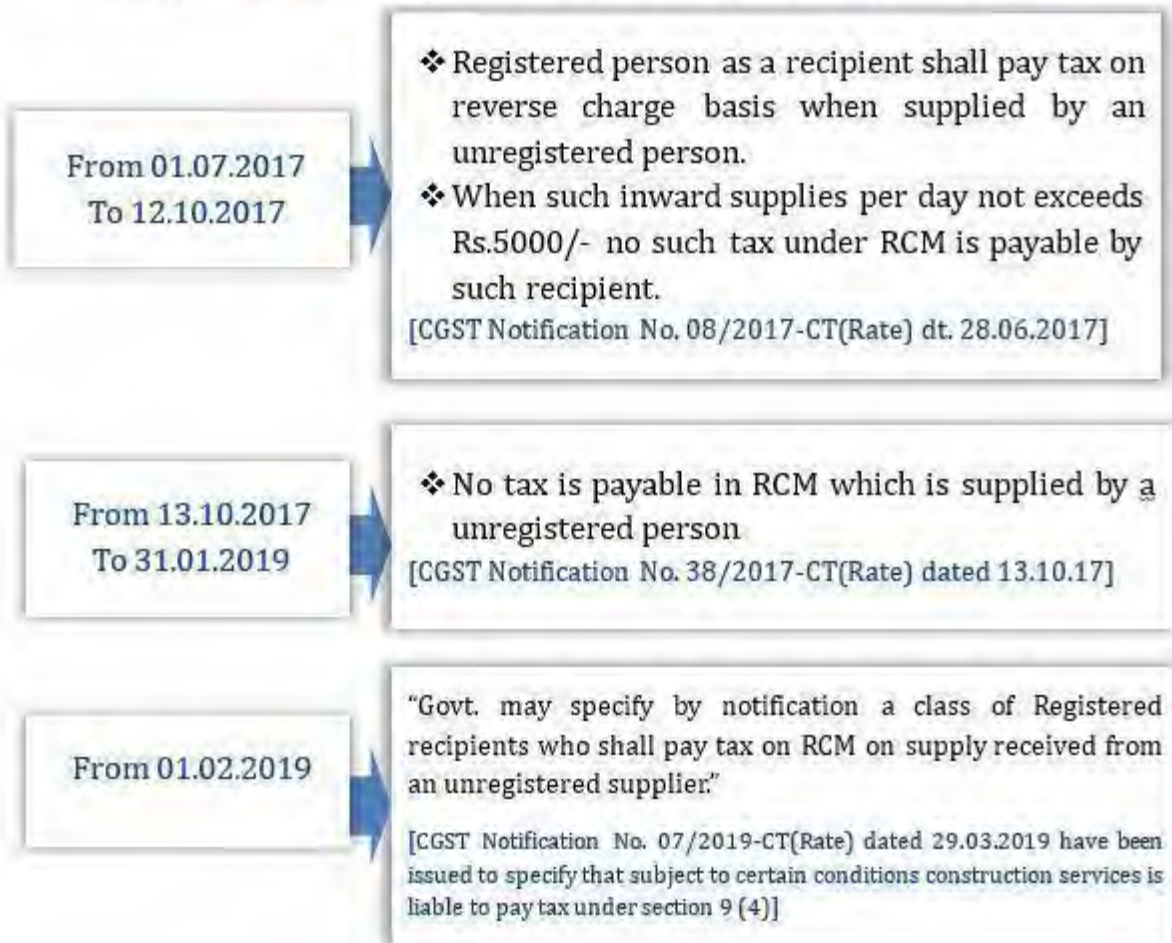 From 01.07.2017
To 12.10.2017
❖ Registered person as a recipient shall pay tax on
reverse charge basis when supplied by an
unregistered person.
❖ When such inward supplies per day not exceeds
Rs.5000/- no such tax under RCM is payable by
such recipient.
[CGST Notification No. 08/2017-CT(Rate) dt. 28.06.2017]
From 13.10.2017
To 31.01.2019
❖ No tax is payable in RCM which is supplied by a
unregistered person
[CGST Notification No. 38/2017-CT(Rate) dated 13.10.17]
From 01.02.2019
“Govt. may specify by notification a class of Registered
recipients who shall pay tax on RCM on supply received from
an unregistered supplier.”
[CGST Notification No. 07/2019-CT(Rate) dated 29.03.2019 have been
issued to specify that subject to certain conditions construction services is
liable to pay tax under section 9 (4)]